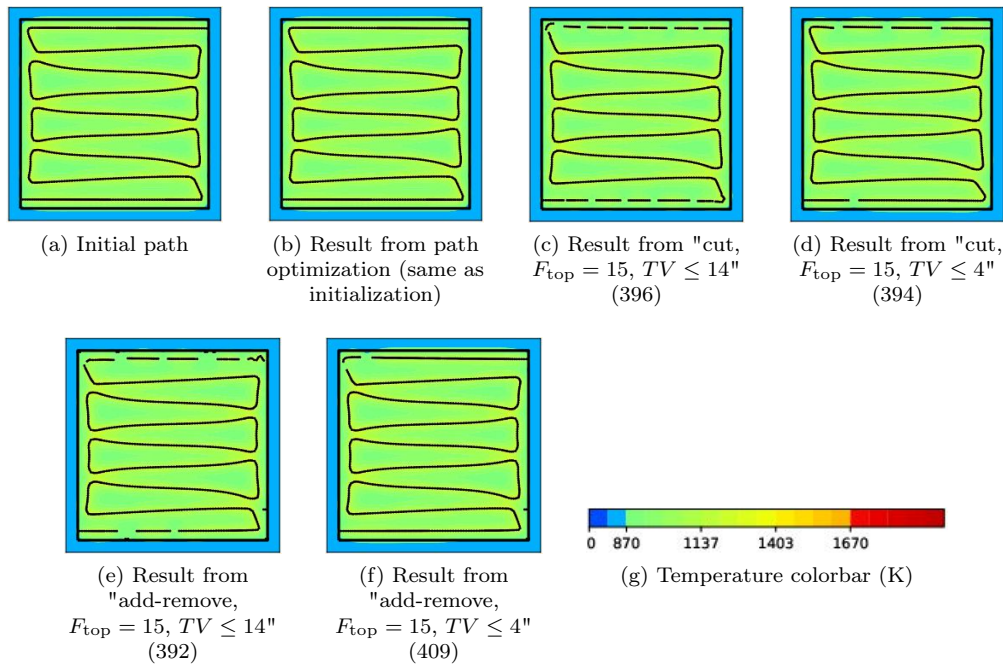 (a) Initial path
(b) Result from path
optimization (same as
initialization)
(c) Result from "cut,
F_top = 15, TV ≤ 14"
(396)
(d) Result from "cut,
F_top = 15, TV ≤ 4"
(394)
(e) Result from
"add-remove,
F_top = 15, TV ≤ 14"
(392)
(f) Result from
"add-remove,
F_top = 15, TV ≤ 4"
(409)
0 870 1137 1403 1670
(g) Temperature colorbar (K)